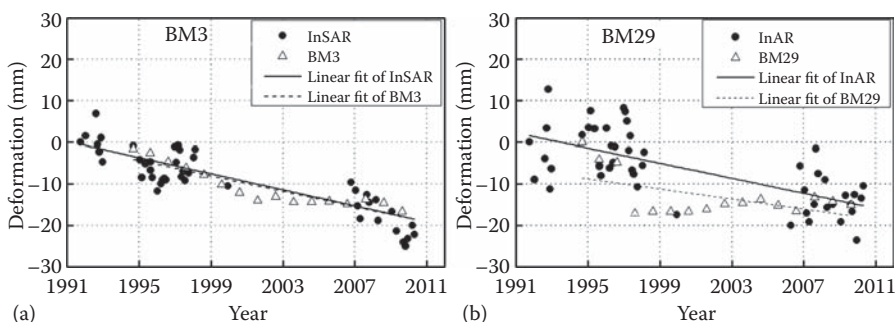 BM3
InSAR
BM3
Linear fit of InSAR
Linear fit of BM3
Deformation (mm)
30
20
10
0
−10
−20
−30
1991
1995
1999
2003
2007
2011
Year
(a)
BM29
InAR
BM29
Linear fit of InAR
Linear fit of BM29
Deformation (mm)
30
20
10
0
−10
−20
−30
1991
1995
1999
2003
2007
2011
Year
(b)